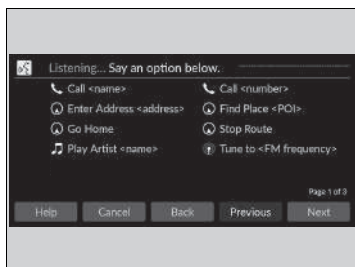 Listening... Say an option below.
Call <name>
Call <number>
Enter Address <address>
Find Place <POI>
Go Home
Stop Route
Play Artist <name>
Tune to <FM frequency>
Page 1 of 3
Help Cancel Back Previous Next